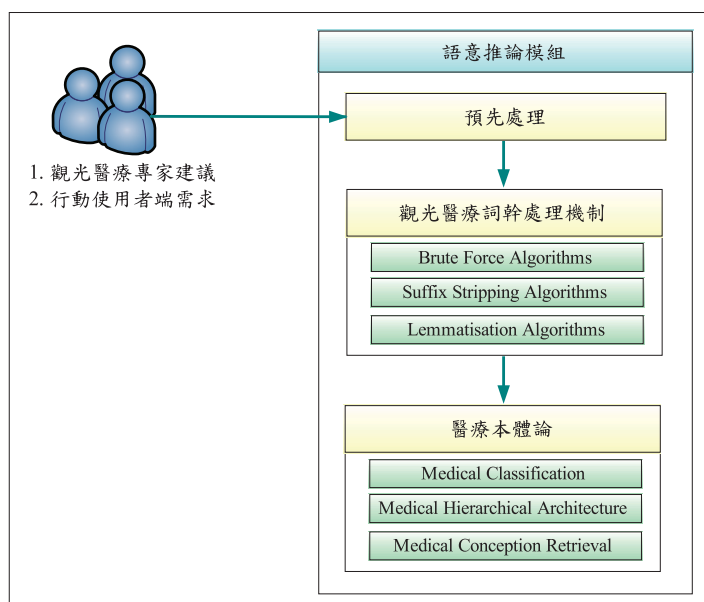 1. 觀光醫療專家建議
2. 行動使用者端需求
語意推論模組
預先處理
觀光醫療詞幹處理機制
Brute Force Algorithms
Suffix Stripping Algorithms
Lemmatisation Algorithms
醫療本體論
Medical Classification
Medical Hierarchical Architecture
Medical Conception Retrieval